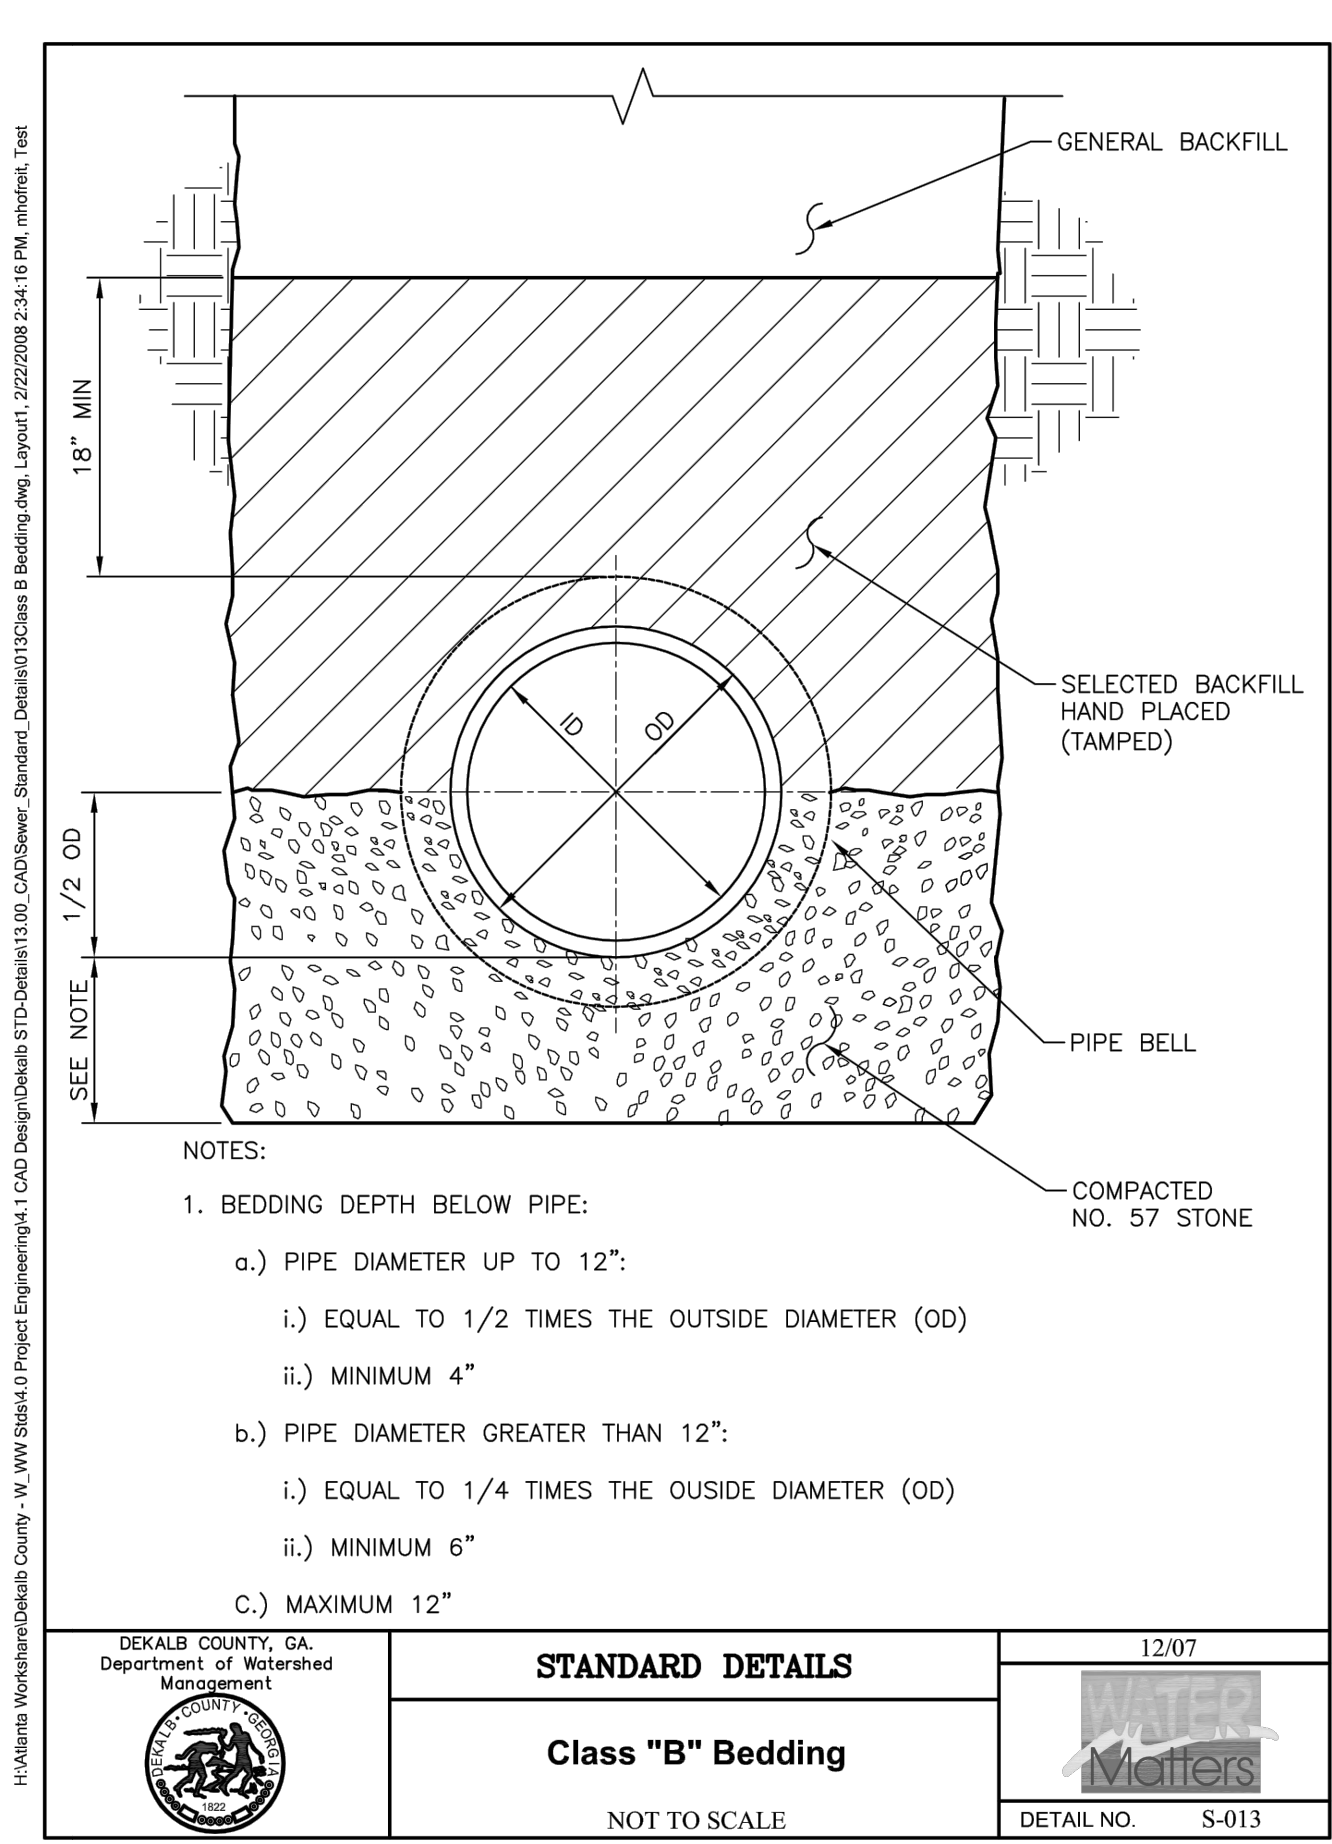 H:\Atlanta Workshare\Dekalb County - W_WW Stds\4.0 Project Engineering\4.1 CAD Design\Dekalb STD-Details\13.00_CAD\Sewer_Standard_Details\013Class B Bedding.dwg, Layout1, 2/22/2008 2:34:16 PM, mhofreit, Test
GENERAL BACKFILL
18" MIN
ID
OD
SELECTED BACKFILL
HAND PLACED
(TAMPED)
1/2 OD
SEE NOTE
PIPE BELL
COMPACTED
NO. 57 STONE
NOTES:
1. BEDDING DEPTH BELOW PIPE:
a.) PIPE DIAMETER UP TO 12":
i.) EQUAL TO 1/2 TIMES THE OUTSIDE DIAMETER (OD)
ii.) MINIMUM 4"
b.) PIPE DIAMETER GREATER THAN 12":
i.) EQUAL TO 1/4 TIMES THE OUSIDE DIAMETER (OD)
ii.) MINIMUM 6"
C.) MAXIMUM 12"
DEKALB COUNTY, GA.
Department of Watershed
Management
DEKALB • COUNTY • GEORGIA
1822
STANDARD DETAILS
Class "B" Bedding
NOT TO SCALE
12/07
WATER
Matters
DETAIL NO. S-013